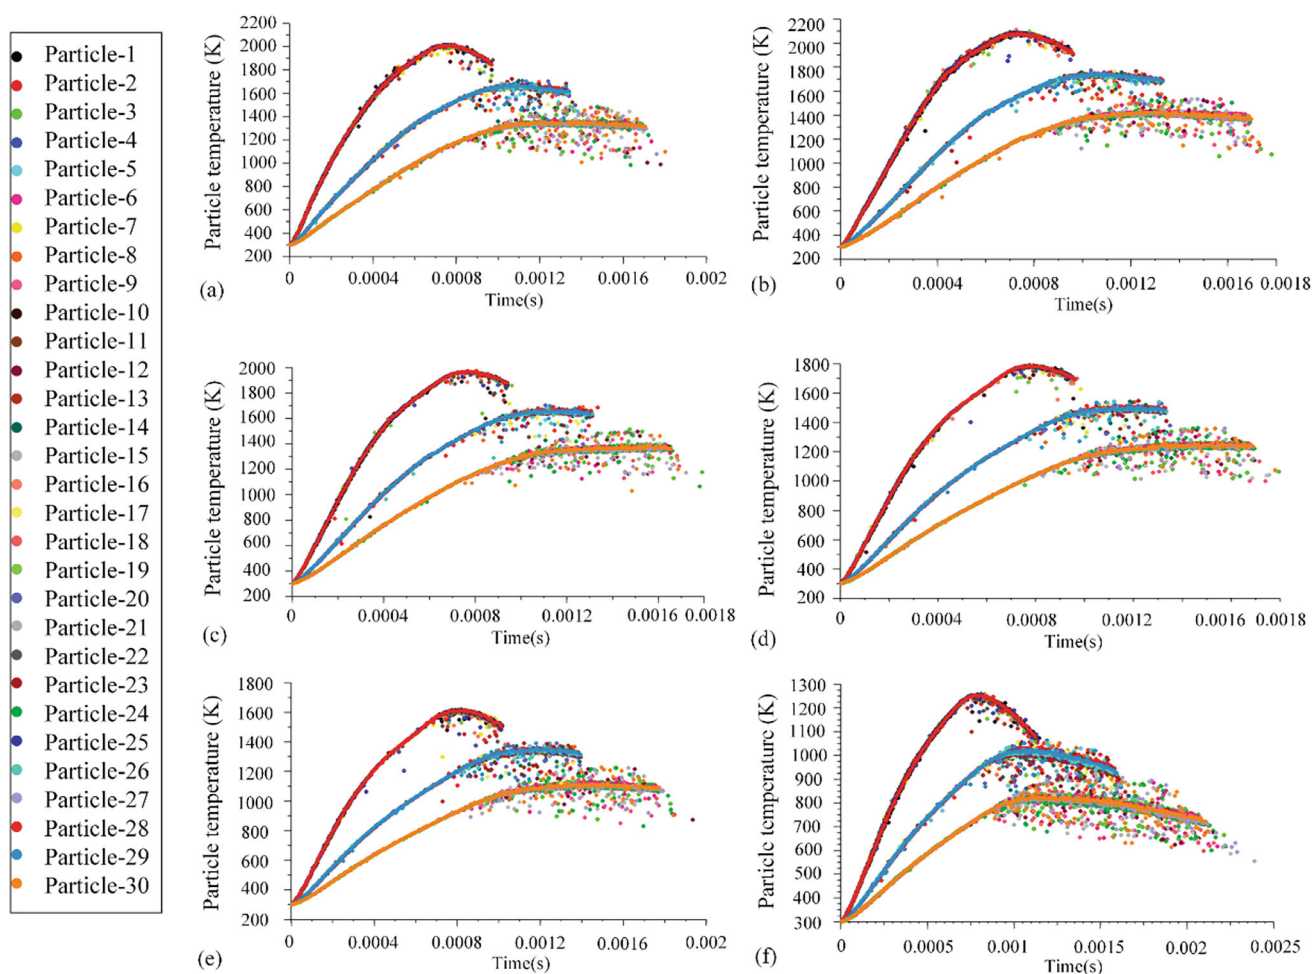 Particle-1
Particle-2
Particle-3
Particle-4
Particle-5
Particle-6
Particle-7
Particle-8
Particle-9
Particle-10
Particle-11
Particle-12
Particle-13
Particle-14
Particle-15
Particle-16
Particle-17
Particle-18
Particle-19
Particle-20
Particle-21
Particle-22
Particle-23
Particle-24
Particle-25
Particle-26
Particle-27
Particle-28
Particle-29
Particle-30
Particle temperature (K)
2200
2000
1800
1600
1400
1200
1000
800
600
400
200
0 0.0004 0.0008 0.0012 0.0016 0.002
Time(s)
(a)
Particle temperature (K)
2200
2000
1800
1600
1400
1200
1000
800
600
400
200
0 0.0004 0.0008 0.0012 0.0016 0.0018
Time(s)
(b)
Particle temperature (K)
2000
1800
1600
1400
1200
1000
800
600
400
200
0 0.0004 0.0008 0.0012 0.0016 0.0018
Time(s)
(c)
Particle temperature (K)
1800
1600
1400
1200
1000
800
600
400
200
0 0.0004 0.0008 0.0012 0.0016 0.0018
Time(s)
(d)
Particle temperature (K)
1800
1600
1400
1200
1000
800
600
400
200
0 0.0004 0.0008 0.0012 0.0016 0.002
Time(s)
(e)
Particle temperature (K)
1300
1100
1000
900
800
700
600
500
400
300
0 0.0005 0.001 0.0015 0.002 0.0025
Time(s)
(f)